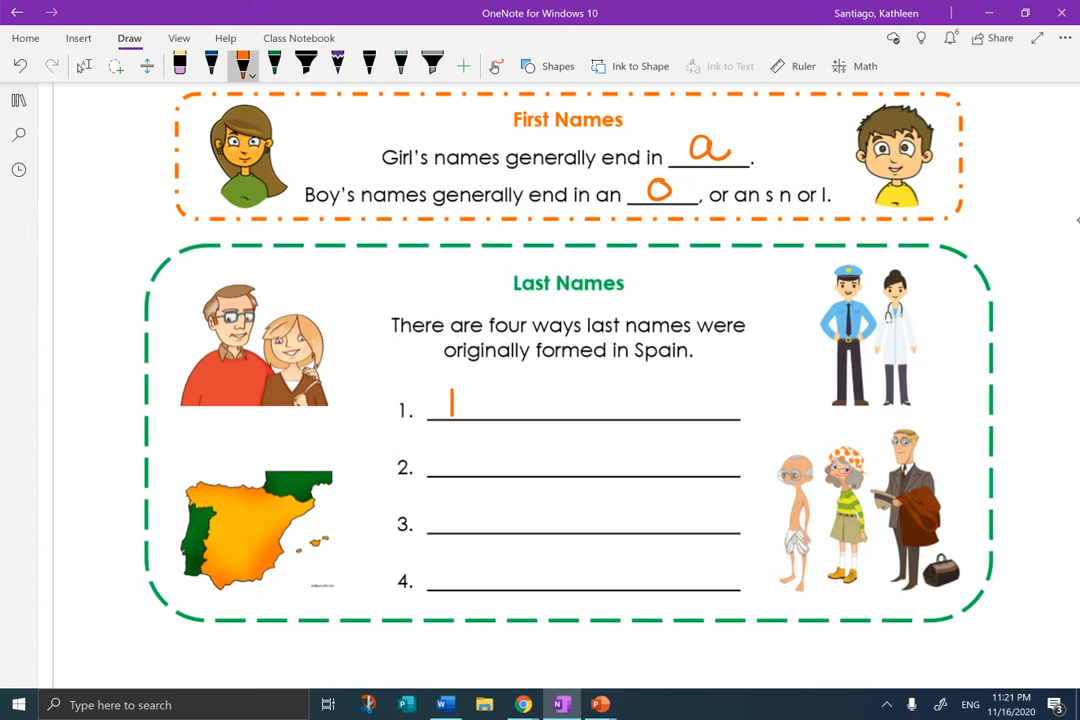 OneNote for Windows 10
Santiago, Kathleen
Home Insert Draw View Help Class Notebook
6
Share
Shapes
Ink to Shape
Ink to Text
Ruler
Math
First Names
Girl's names generally end in a.
Boy's names generally end in an o, or an s n or l.
Last Names
There are four ways last names were
originally formed in Spain.
1.
2.
3.
4.
Type here to search
ENG
11:21 PM
11/16/2020
3